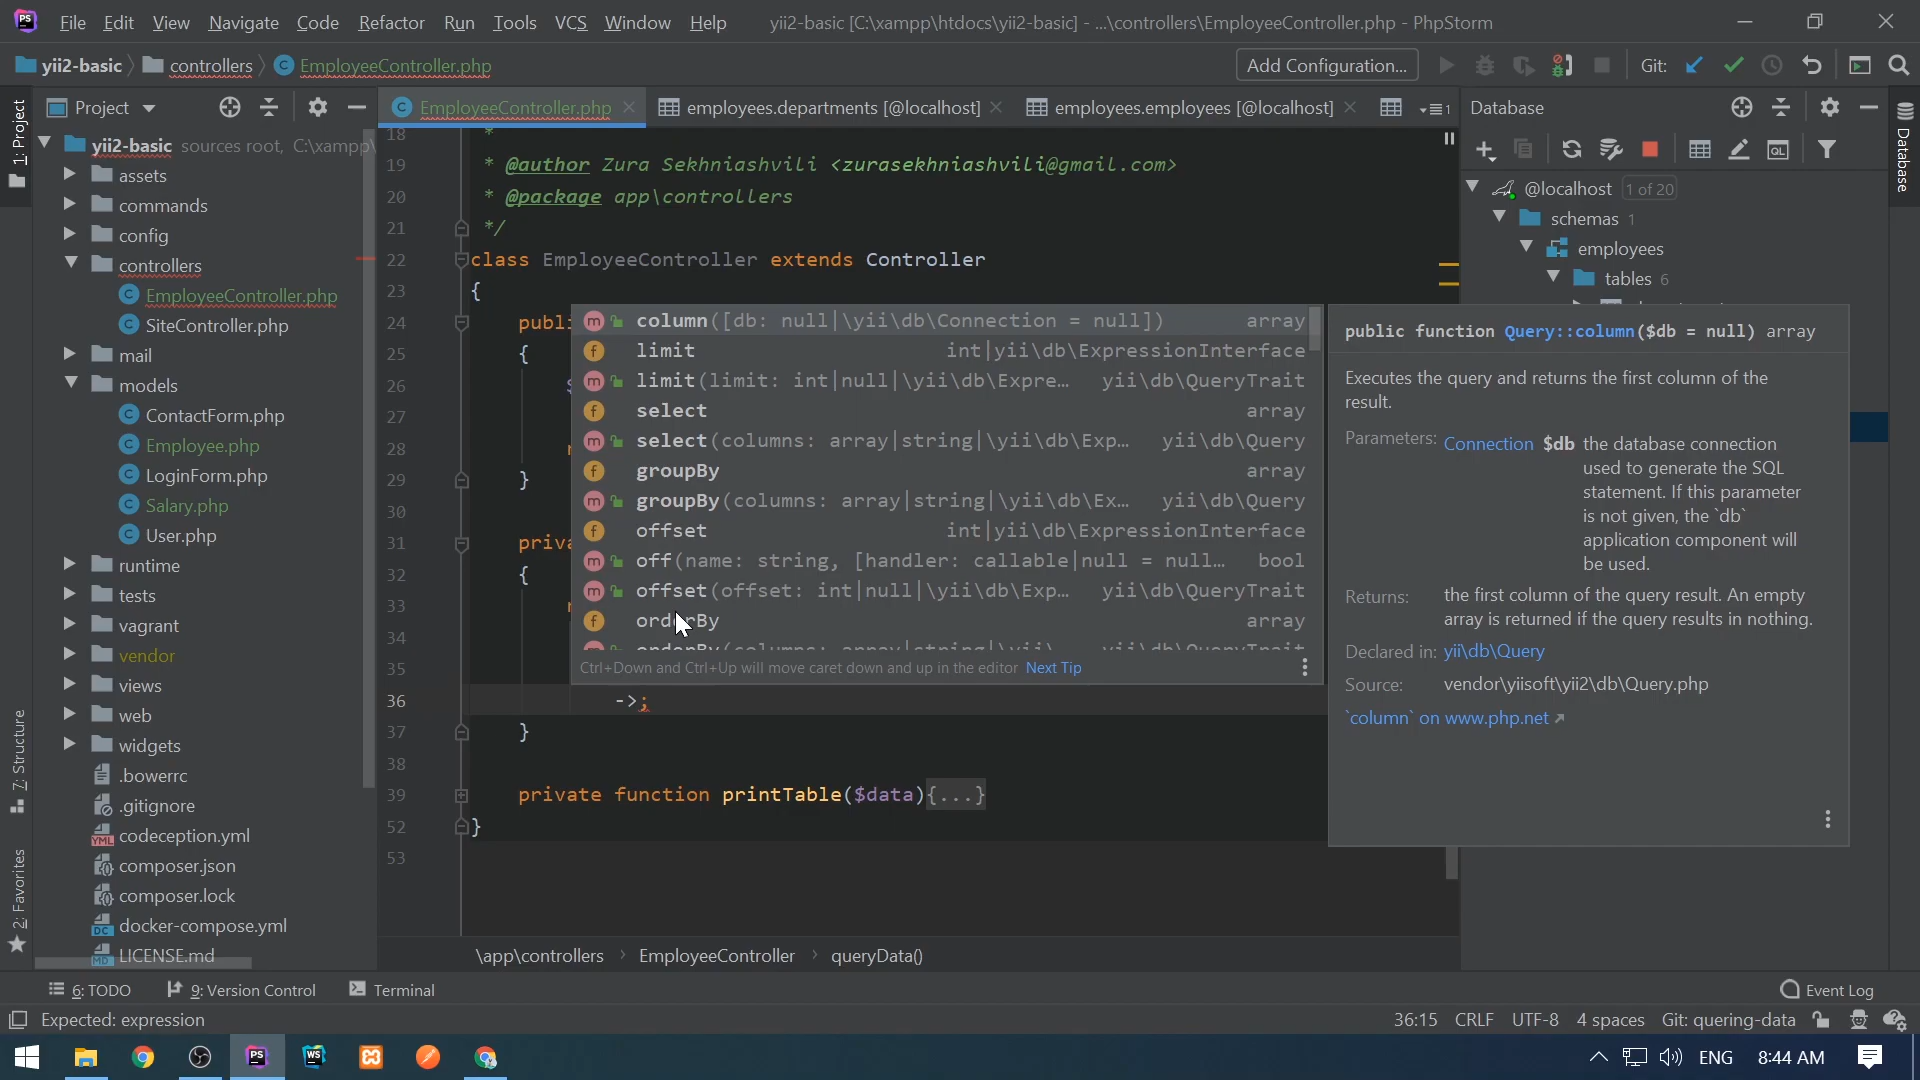 PS File Edit View Navigate Code Refactor Run Tools VCS Window Help yii2-basic [C:\xampp\htdocs\yii2-basic] - ...\controllers\EmployeeController.php - PhpStorm
yii2-basic controllers EmployeeController.php Add Configuration... Git:
1: Project
Project
yii2-basic sources root, C:\xampp\
assets
commands
config
controllers
EmployeeController.php
SiteController.php
mail
models
ContactForm.php
Employee.php
LoginForm.php
Salary.php
User.php
runtime
tests
vagrant
vendor
views
web
widgets
.bowerrc
.gitignore
codeception.yml
composer.json
composer.lock
docker-compose.yml
LICENSE.md
7: Structure
2: Favorites
EmployeeController.php employees.departments [@localhost] employees.employees [@localhost] 1
18 *
19 * @author Zura Sekhniashvili <zurasekhniashvili@gmail.com>
20 * @package app\controllers
21 */
22 class EmployeeController extends Controller
23 {
24 publi
25 {
26 $
27
28
29 }
30
31 priva
32 {
33
34
35
36 ->;
37 }
38
39 private function printTable($data){...}
52 }
53
column([db: null|\yii\db\Connection = null]) array
limit int|yii\db\ExpressionInterface
limit(limit: int|null|\yii\db\Expre... yii\db\QueryTrait
select array
select(columns: array|string|\yii\db\Exp... yii\db\Query
groupBy array
groupBy(columns: array|string|\yii\db\Ex... yii\db\Query
offset int|yii\db\ExpressionInterface
off(name: string, [handler: callable|null = null... bool
offset(offset: int|null|\yii\db\Exp... yii\db\QueryTrait
orderBy array
orderBy(columns: array|string|\yii\ yii\db\QueryTrait
Ctrl+Down and Ctrl+Up will move caret down and up in the editor Next Tip
public function Query::column($db = null) array
Executes the query and returns the first column of the
result.
Parameters: Connection $db the database connection
used to generate the SQL
statement. If this parameter
is not given, the `db`
application component will
be used.
Returns: the first column of the query result. An empty
array is returned if the query results in nothing.
Declared in: yii\db\Query
Source: vendor\yiisoft\yii2\db\Query.php
`column` on www.php.net
Database
@localhost 1 of 20
schemas 1
employees
tables 6
Database
\app\controllers EmployeeController queryData()
6: TODO 9: Version Control Terminal Event Log
Expected: expression 36:15 CRLF UTF-8 4 spaces Git: quering-data
PS WS ENG 8:44 AM